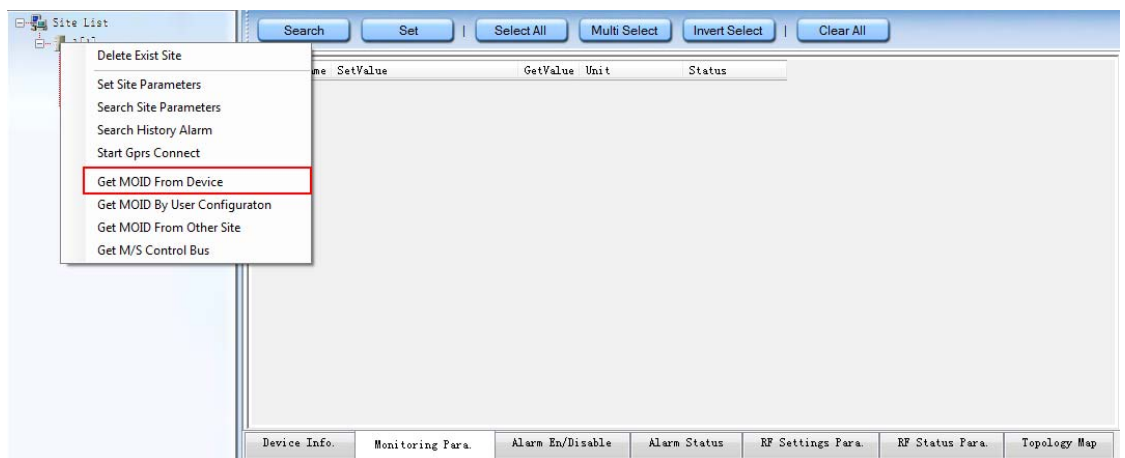 Site List
Search Set | Select All Multi Select Invert Select | Clear All
SetValue GetValue Unit Status
Delete Exist Site
Set Site Parameters
Search Site Parameters
Search History Alarm
Start Gprs Connect
Get MOID From Device
Get MOID By User Configuraton
Get MOID From Other Site
Get M/S Control Bus
Device Info. Monitoring Para. Alarm En/Disable Alarm Status RF Settings Para. RF Status Para. Topology Map